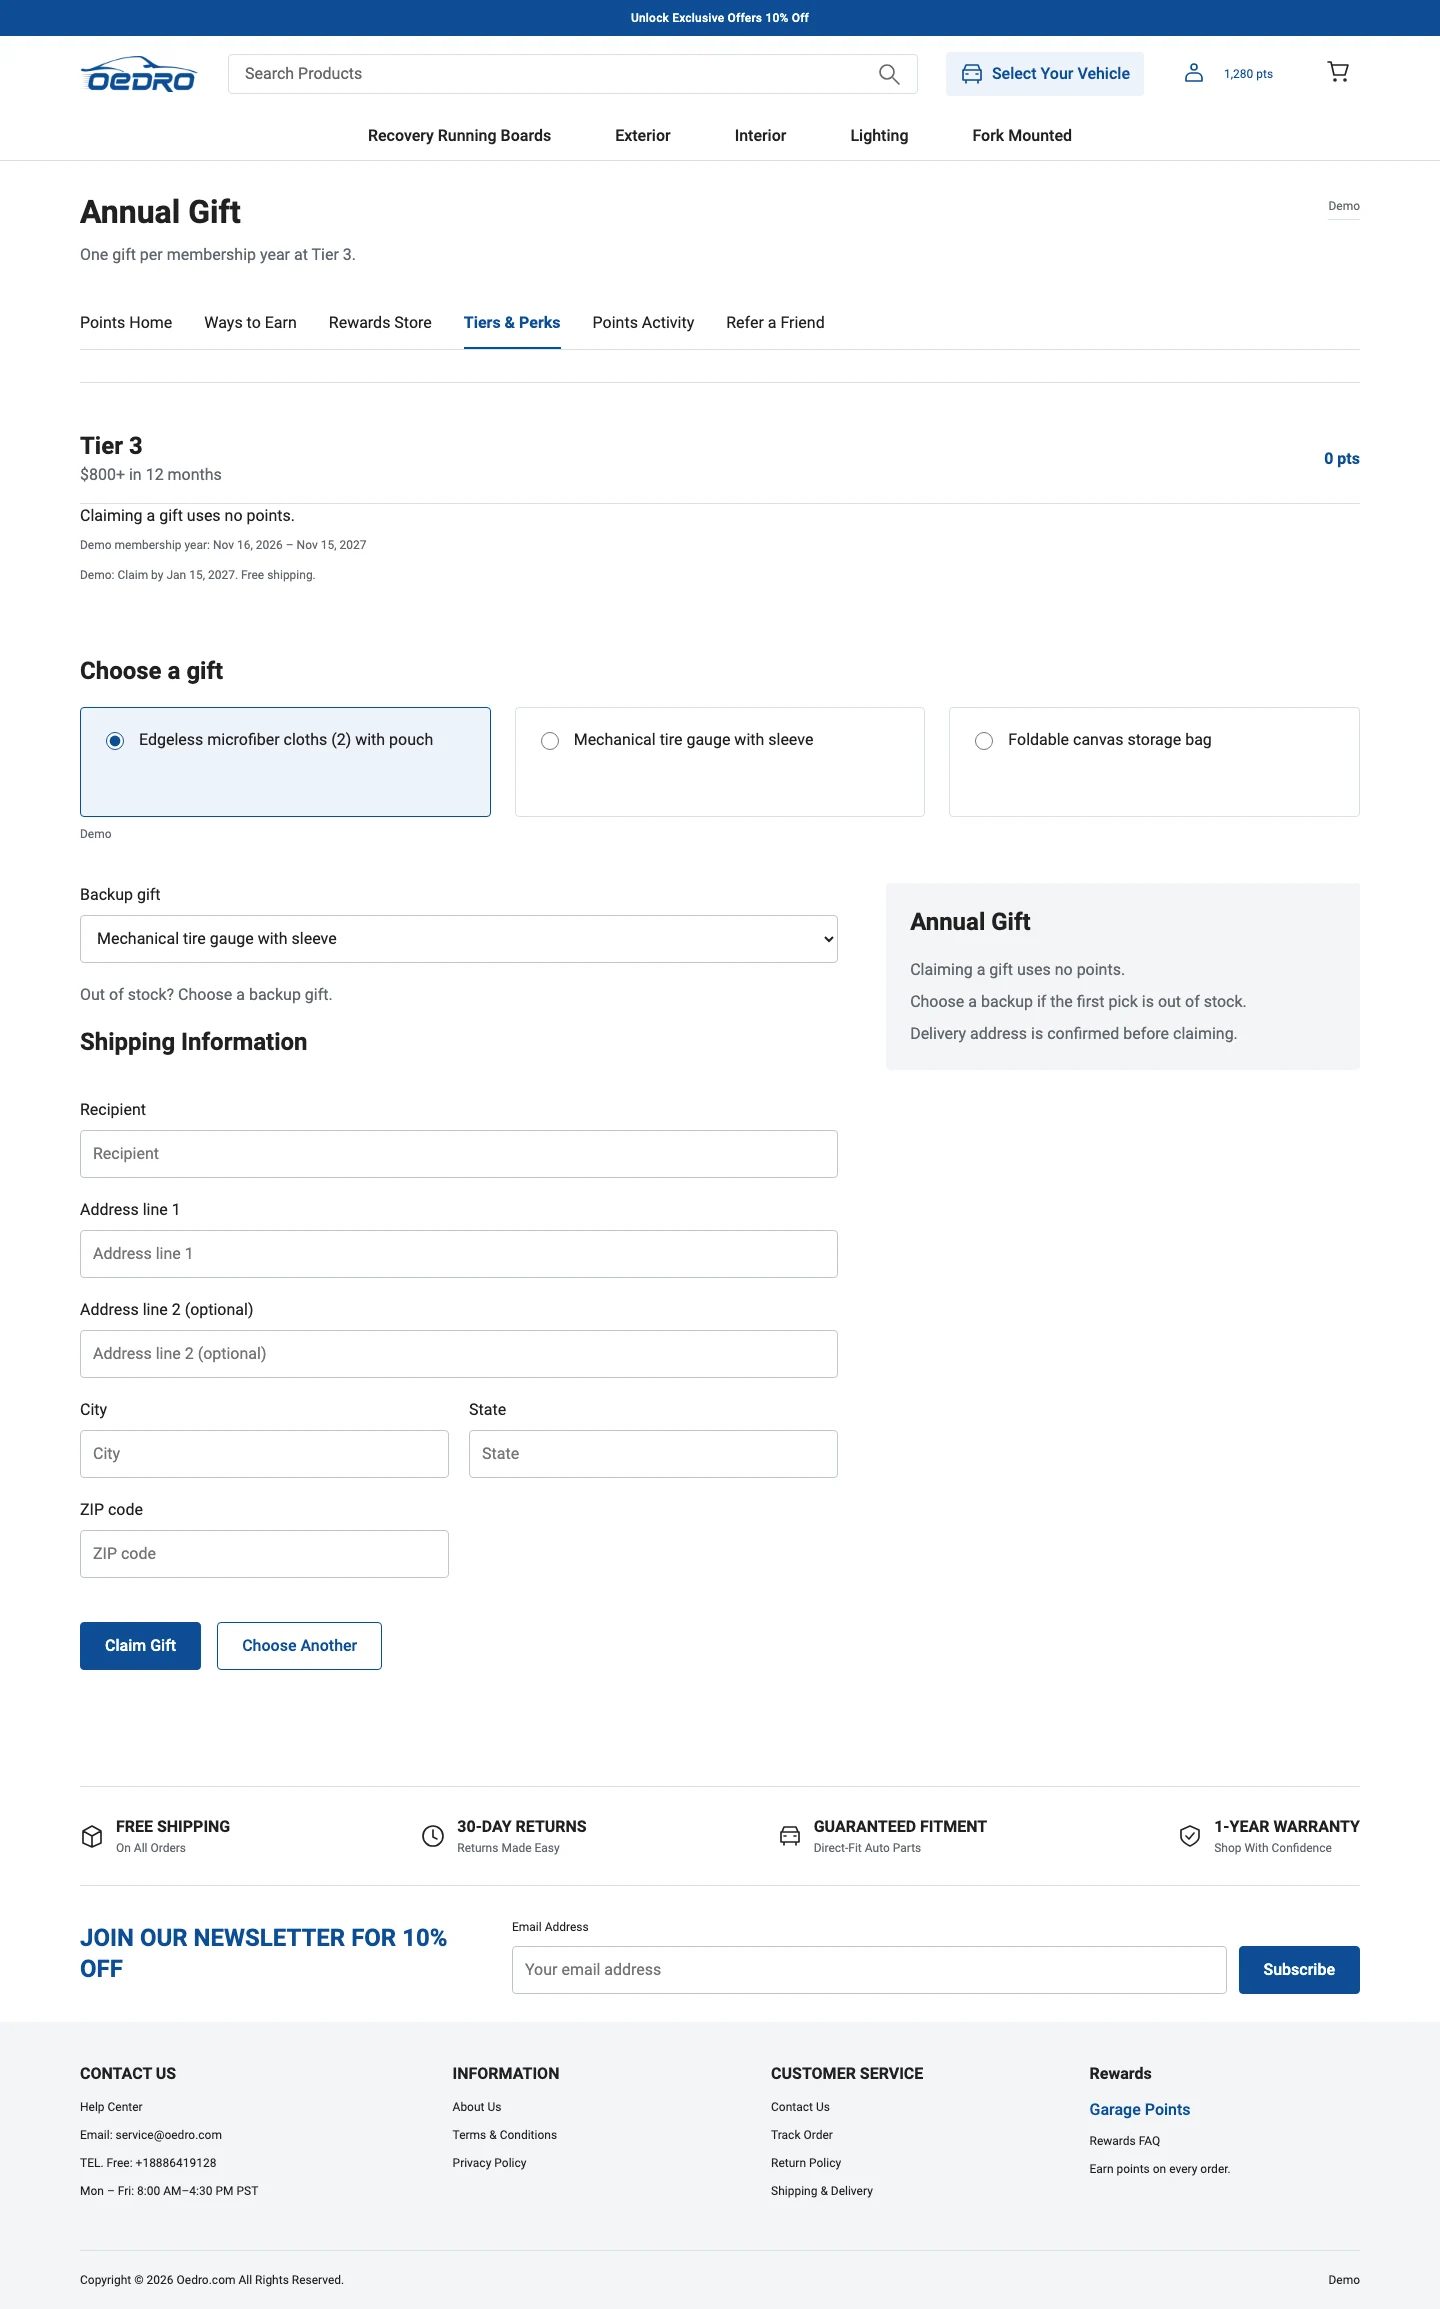 Unlock Exclusive Offers 10% Off
OEDRO
Search Products
Select Your Vehicle
1,280 pts
Recovery Running Boards
Exterior
Interior
Lighting
Fork Mounted
Annual Gift
Demo
One gift per membership year at Tier 3.
Points Home
Ways to Earn
Rewards Store
Tiers & Perks
Points Activity
Refer a Friend
Tier 3
$800+ in 12 months
0 pts
Claiming a gift uses no points.
Demo membership year: Nov 16, 2026 – Nov 15, 2027
Demo: Claim by Jan 15, 2027. Free shipping.
Choose a gift
Edgeless microfiber cloths (2) with pouch
Mechanical tire gauge with sleeve
Foldable canvas storage bag
Demo
Backup gift
Mechanical tire gauge with sleeve
Out of stock? Choose a backup gift.
Annual Gift
Claiming a gift uses no points.
Choose a backup if the first pick is out of stock.
Delivery address is confirmed before claiming.
Shipping Information
Recipient
Recipient
Address line 1
Address line 1
Address line 2 (optional)
Address line 2 (optional)
City
City
State
State
ZIP code
ZIP code
Claim Gift
Choose Another
FREE SHIPPING
On All Orders
30-DAY RETURNS
Returns Made Easy
GUARANTEED FITMENT
Direct-Fit Auto Parts
1-YEAR WARRANTY
Shop With Confidence
JOIN OUR NEWSLETTER FOR 10%
OFF
Email Address
Your email address
Subscribe
CONTACT US
Help Center
Email: service@oedro.com
TEL. Free: +18886419128
Mon – Fri: 8:00 AM–4:30 PM PST
INFORMATION
About Us
Terms & Conditions
Privacy Policy
CUSTOMER SERVICE
Contact Us
Track Order
Return Policy
Shipping & Delivery
Rewards
Garage Points
Rewards FAQ
Earn points on every order.
Copyright © 2026 Oedro.com All Rights Reserved.
Demo